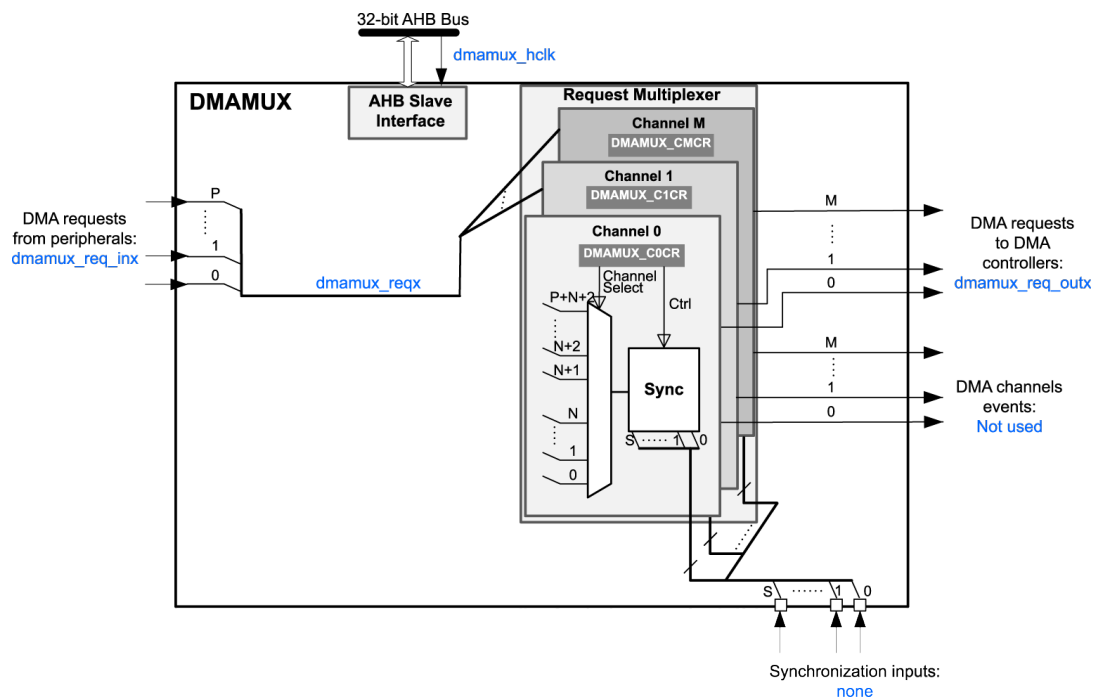 32-bit AHB Bus
dmamux_hclk
DMAMUX
AHB Slave
Interface
Request Multiplexer
Channel M
DMAMUX_CMCR
Channel 1
DMAMUX_C1CR
Channel 0
DMAMUX_C0CR
Channel
Select
Ctrl
P+N+2
N+2
N+1
N
1
0
Sync
S 1 0
DMA requests
from peripherals:
dmamux_req_inx
P
1
0
dmamux_reqx
M
1
0
DMA requests
to DMA
controllers:
dmamux_req_outx
M
1
0
DMA channels
events:
Not used
S 1 0
Synchronization inputs:
none